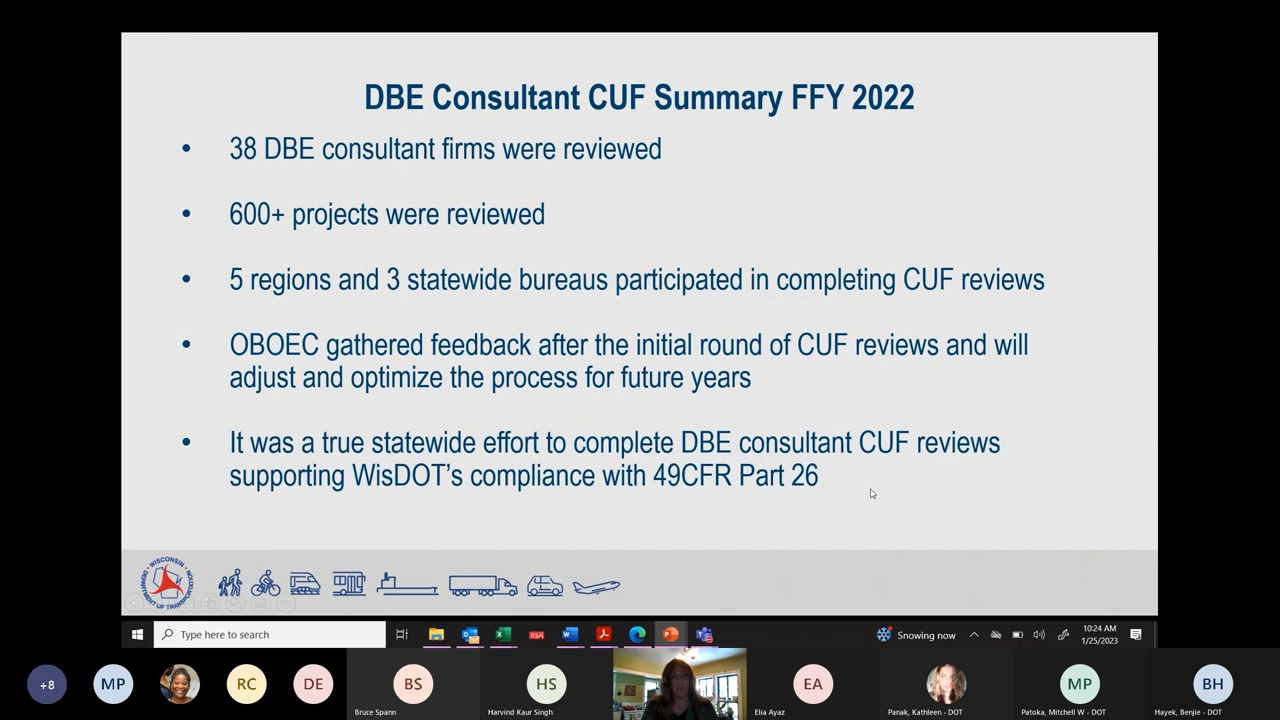 DBE Consultant CUF Summary FFY 2022
• 38 DBE consultant firms were reviewed
• 600+ projects were reviewed
• 5 regions and 3 statewide bureaus participated in completing CUF reviews
• OBOEC gathered feedback after the initial round of CUF reviews and will
adjust and optimize the process for future years
• It was a true statewide effort to complete DBE consultant CUF reviews
supporting WisDOT's compliance with 49CFR Part 26
WISCONSIN
DEPARTMENT OF TRANSPORTATION
Type here to search
RSA
Snowing now
10:24 AM
1/25/2023
+8
MP
RC
DE
BS
HS
EA
MP
BH
Bruce Spann
Harvind Kaur Singh
Elia Ayaz
Panak, Kathleen - DOT
Patoka, Mitchell W - DOT
Hayek, Benjie - DOT